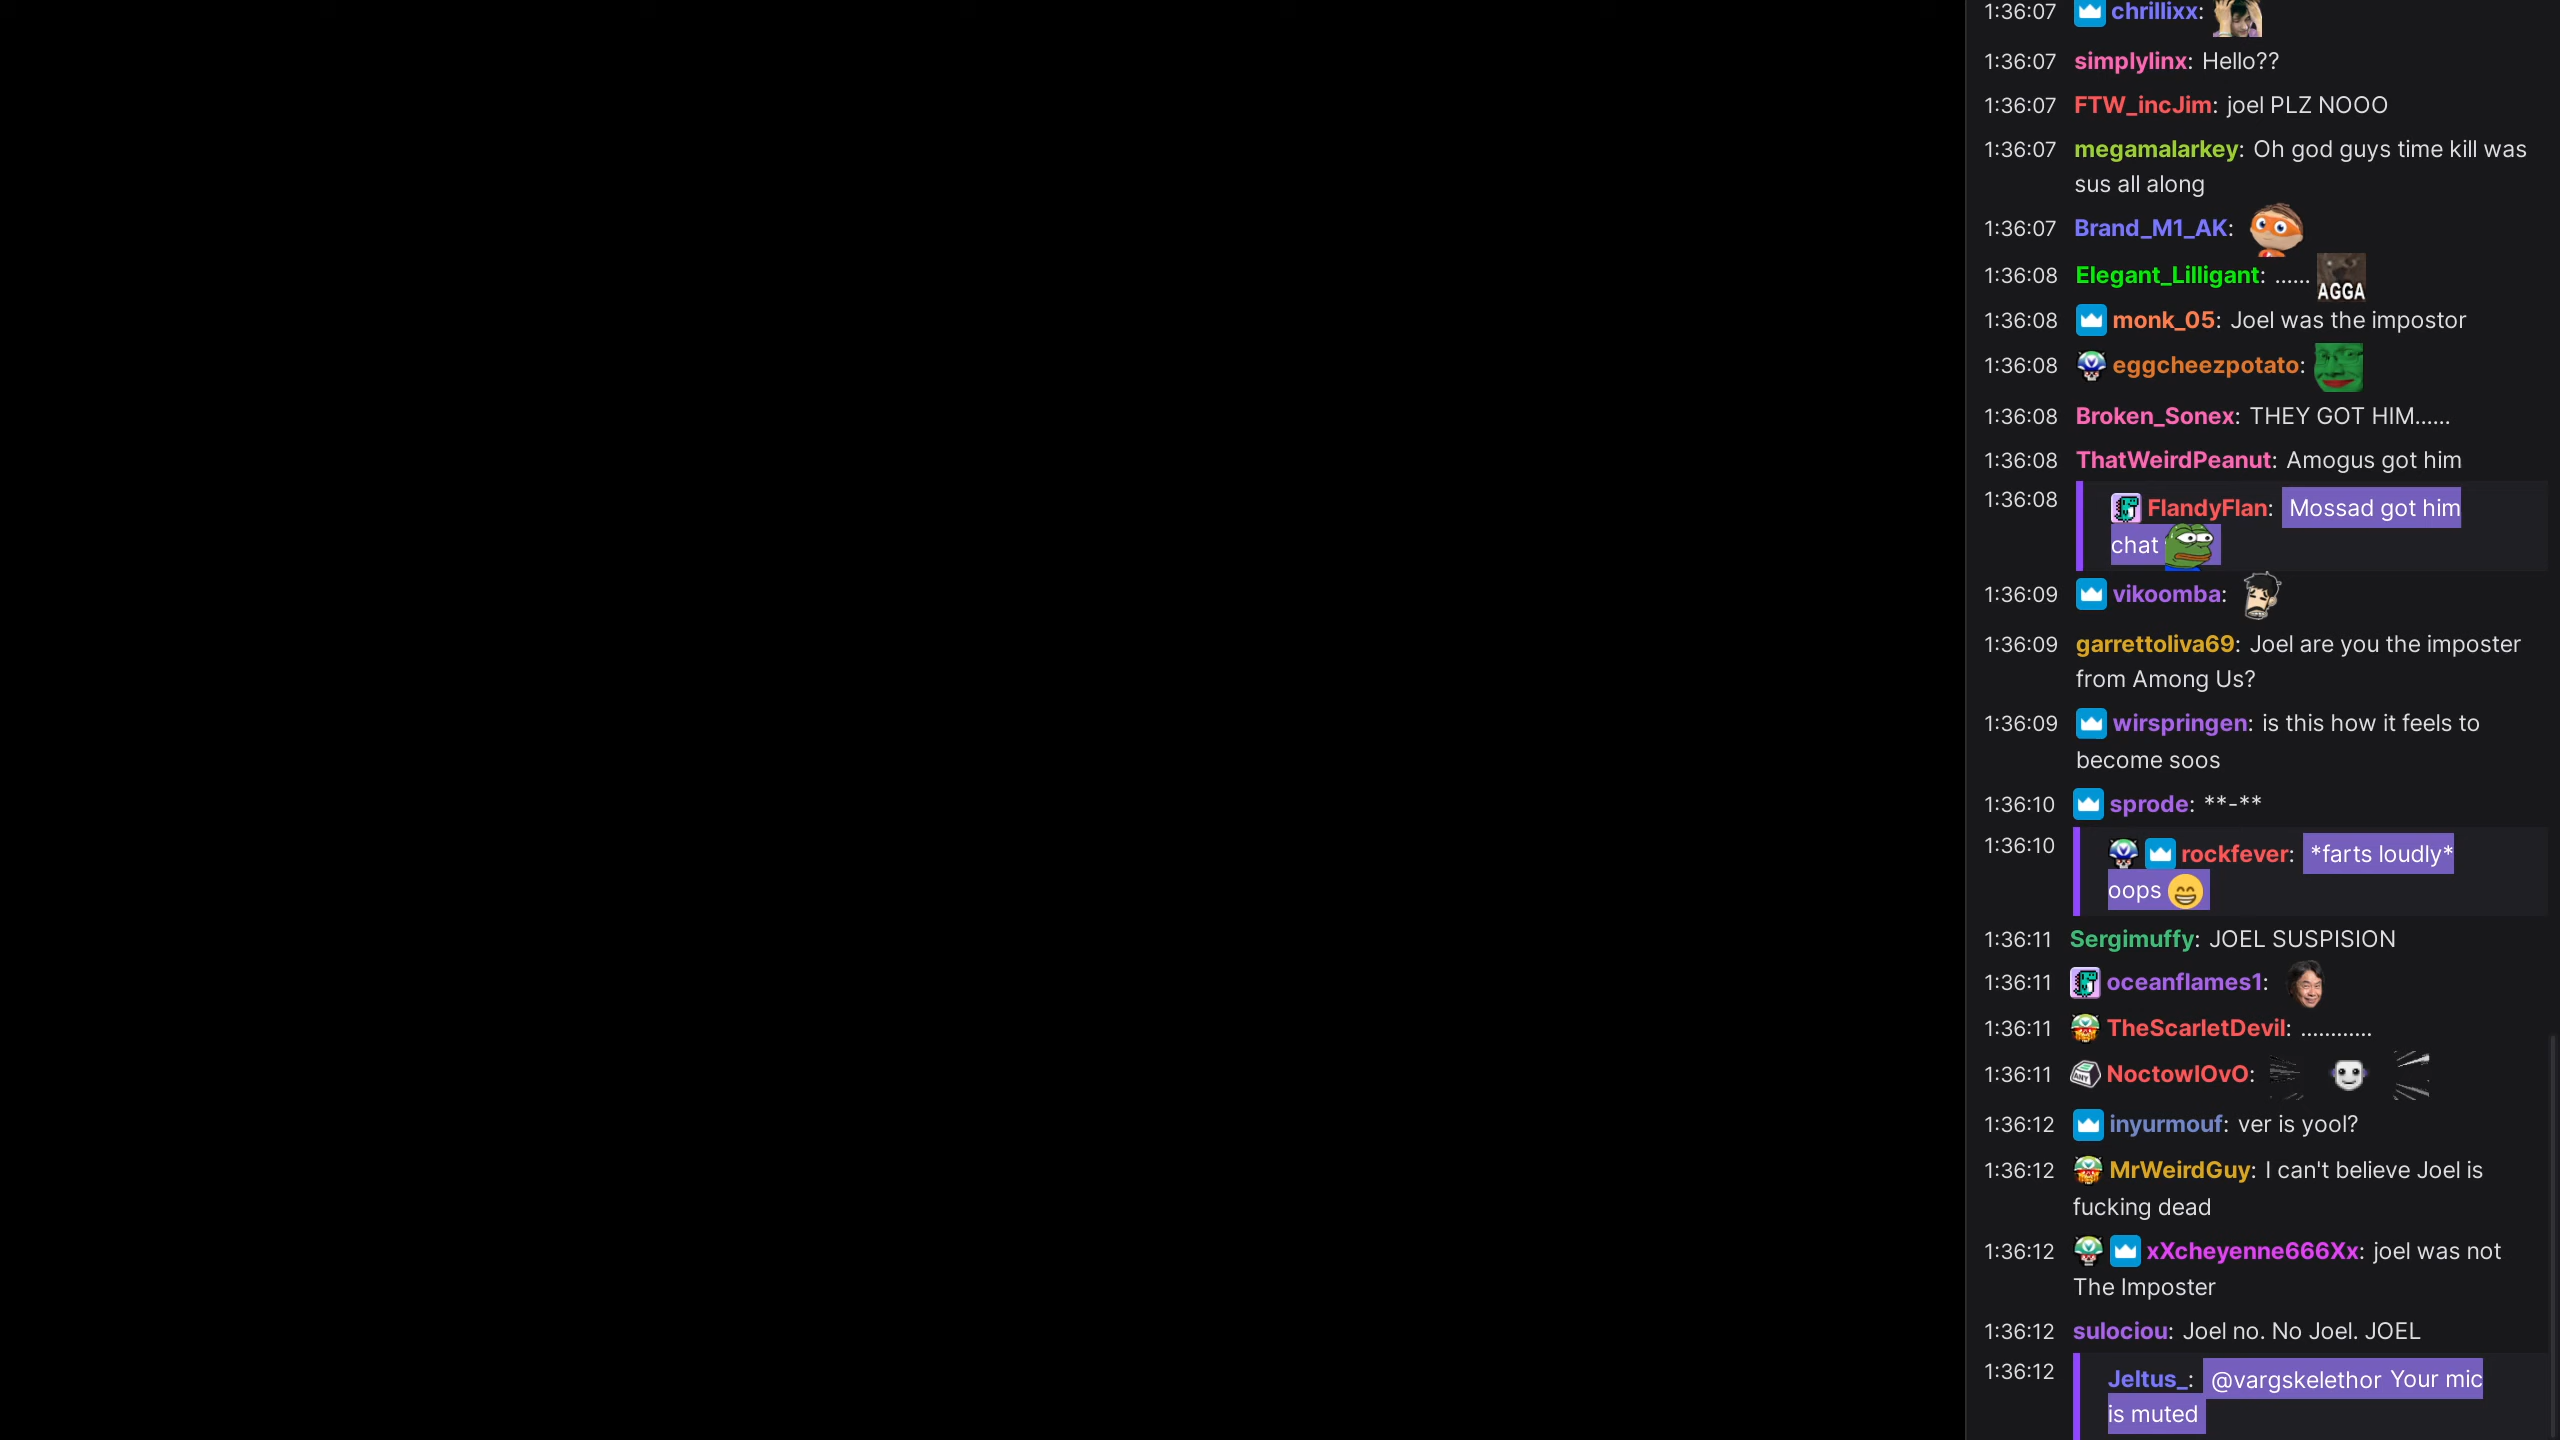 1:36:07 chrillixx:
1:36:07 simplylinx: Hello??
1:36:07 FTW_incJim: joel PLZ NOOO
1:36:07 megamalarkey: Oh god guys time kill was
sus all along
1:36:07 Brand_M1_AK:
1:36:08 Elegant_Lilligant: ...... AGGA
1:36:08 monk_05: Joel was the impostor
1:36:08 eggcheezpotato:
1:36:08 Broken_Sonex: THEY GOT HIM......
1:36:08 ThatWeirdPeanut: Amogus got him
1:36:08 FlandyFlan: Mossad got him
chat
1:36:09 vikoomba:
1:36:09 garrettoliva69: Joel are you the imposter
from Among Us?
1:36:09 wirspringen: is this how it feels to
become soos
1:36:10 sprode: **-**
1:36:10 rockfever: *farts loudly*
oops
1:36:11 Sergimuffy: JOEL SUSPISION
1:36:11 oceanflames1:
1:36:11 TheScarletDevil: ............
1:36:11 ANY NoctowlOvO:
1:36:12 inyurmouf: ver is yool?
1:36:12 MrWeirdGuy: I can't believe Joel is
fucking dead
1:36:12 xXcheyenne666Xx: joel was not
The Imposter
1:36:12 sulociou: Joel no. No Joel. JOEL
1:36:12 Jeltus_: @vargskelethor Your mic
is muted